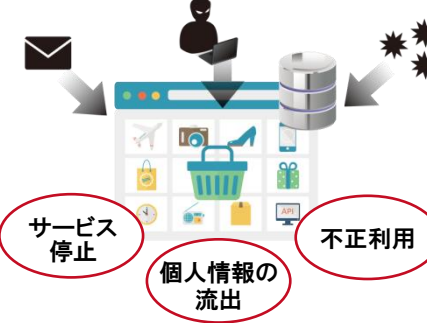 API
サービス
停止
個人情報の
流出
不正利用